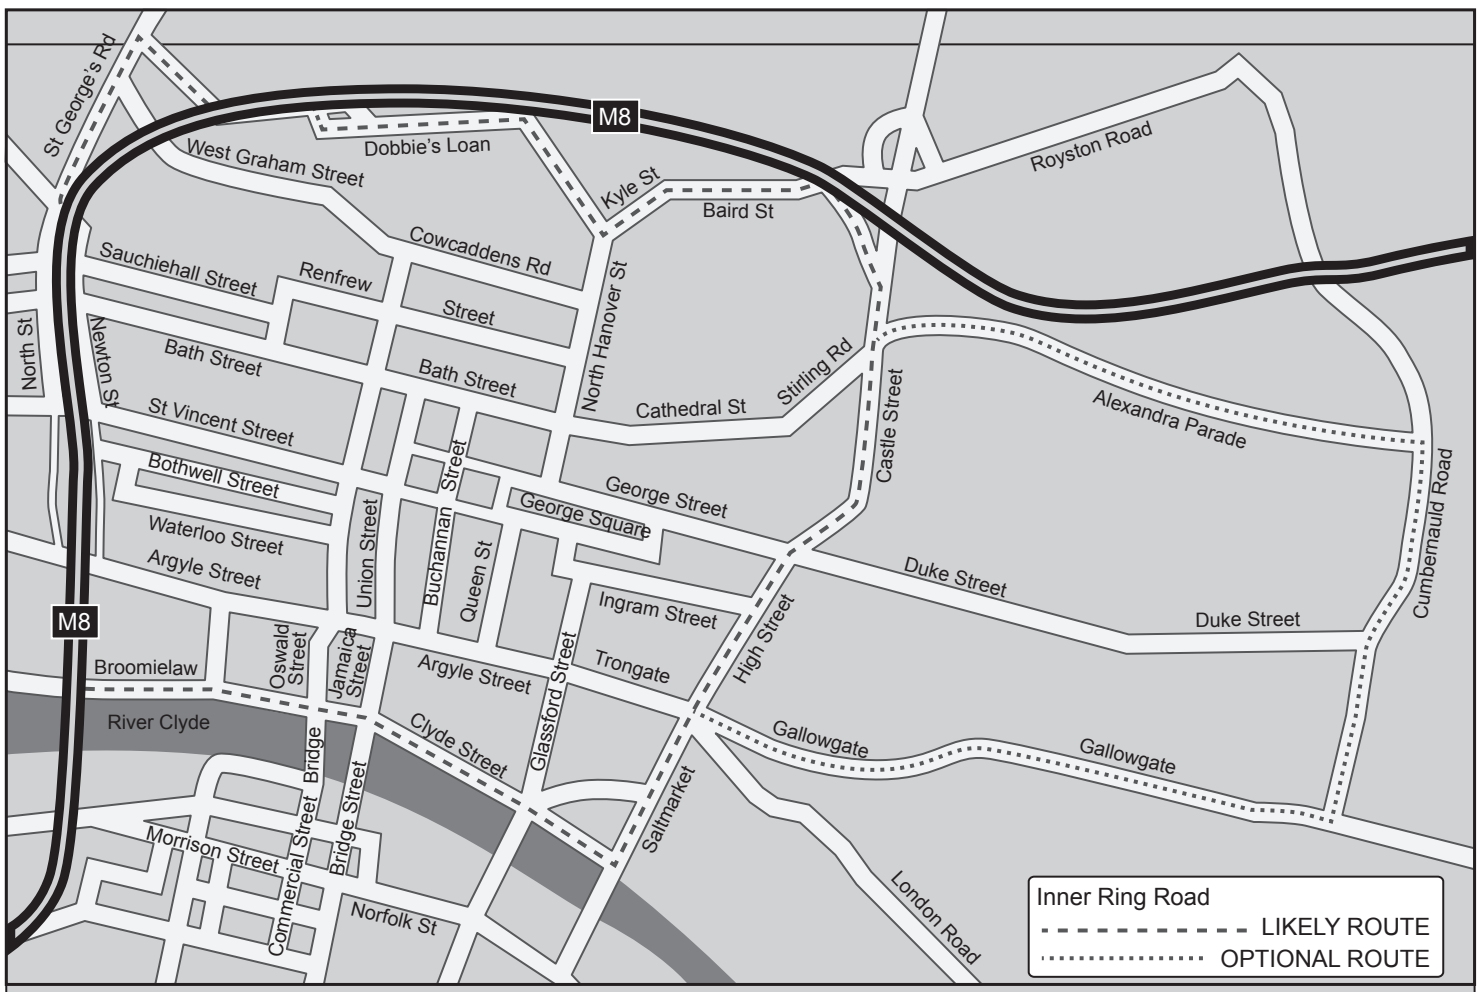 St George's Rd
M8
Royston Road
West Graham Street
Dobbie's Loan
Kyle St
Baird St
Cowcaddens Rd
Sauchiehall Street
Renfrew
Street
North Hanover St
North St
Newton St
Bath Street
Bath Street
Stirling Rd
Cathedral St
Castle Street
Alexandra Parade
St Vincent Street
Bothwell Street
Buchannan Street
George Street
George Square
Cumbernauld Road
Waterloo Street
Union Street
Queen St
Argyle Street
Duke Street
Duke Street
Ingram Street
High Street
M8
Broomielaw
Oswald
Street
Jamaica
Street
Argyle Street
Trongate
Glassford Street
River Clyde
Clyde Street
Gallowgate
Gallowgate
Saltmarket
Commercial Street Bridge
Bridge Street
Morrison Street
Norfolk St
London Road
Inner Ring Road
LIKELY ROUTE
OPTIONAL ROUTE